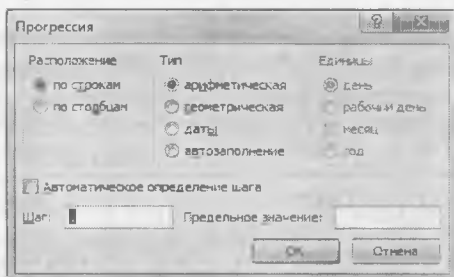 Прогрессия
Расположение Тип Единицы
по строкам арифметическая день
по столбцам геометрическая рабочий день
даты месяц
автозаполнение год
Автоматическое определение шага
Шаг: Предельное значение:
ОК Отмена